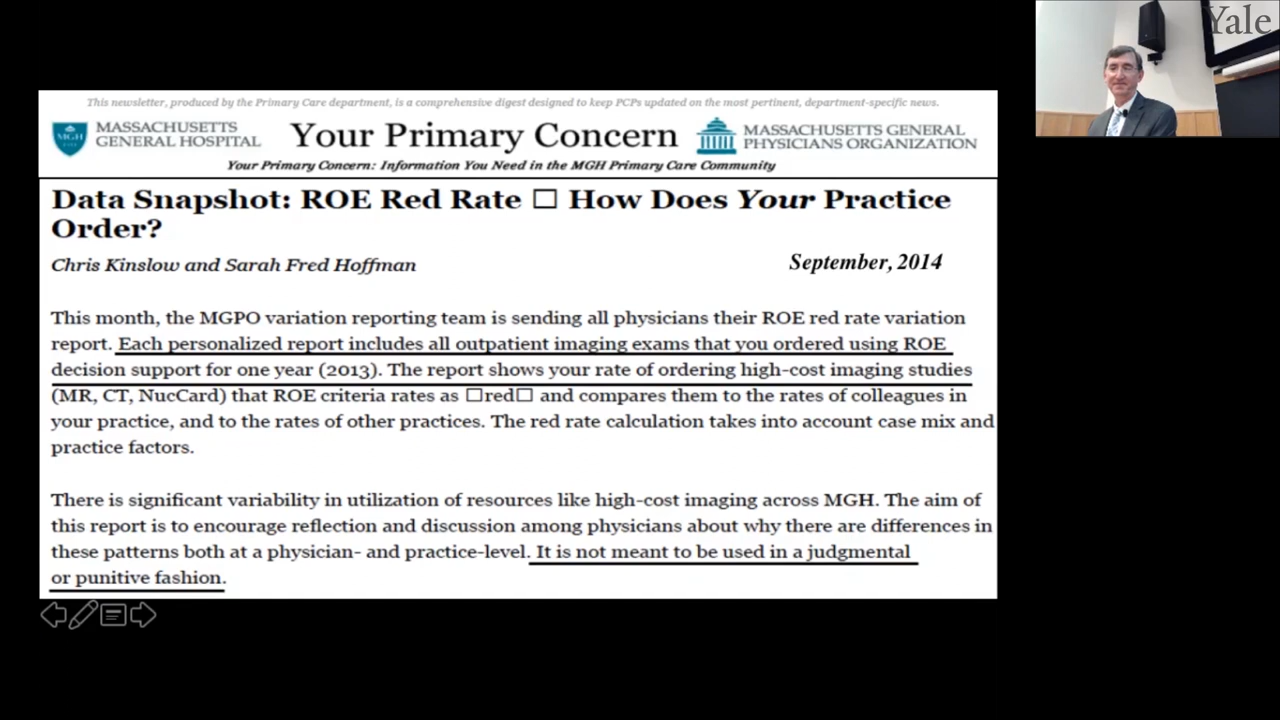 Yale
This newsletter, produced by the Primary Care department, is a comprehensive digest designed to keep PCPs updated on the most pertinent, department-specific news.
MGH
MASSACHUSETTS
GENERAL HOSPITAL
Your Primary Concern
MASSACHUSETTS GENERAL
PHYSICIANS ORGANIZATION
Your Primary Concern: Information You Need in the MGH Primary Care Community
Data Snapshot: ROE Red Rate □ How Does Your Practice
Order?
Chris Kinslow and Sarah Fred Hoffman
September, 2014
This month, the MGPO variation reporting team is sending all physicians their ROE red rate variation
report. Each personalized report includes all outpatient imaging exams that you ordered using ROE
decision support for one year (2013). The report shows your rate of ordering high-cost imaging studies
(MR, CT, NucCard) that ROE criteria rates as □red□ and compares them to the rates of colleagues in
your practice, and to the rates of other practices. The red rate calculation takes into account case mix and
practice factors.
There is significant variability in utilization of resources like high-cost imaging across MGH. The aim of
this report is to encourage reflection and discussion among physicians about why there are differences in
these patterns both at a physician- and practice-level. It is not meant to be used in a judgmental
or punitive fashion.